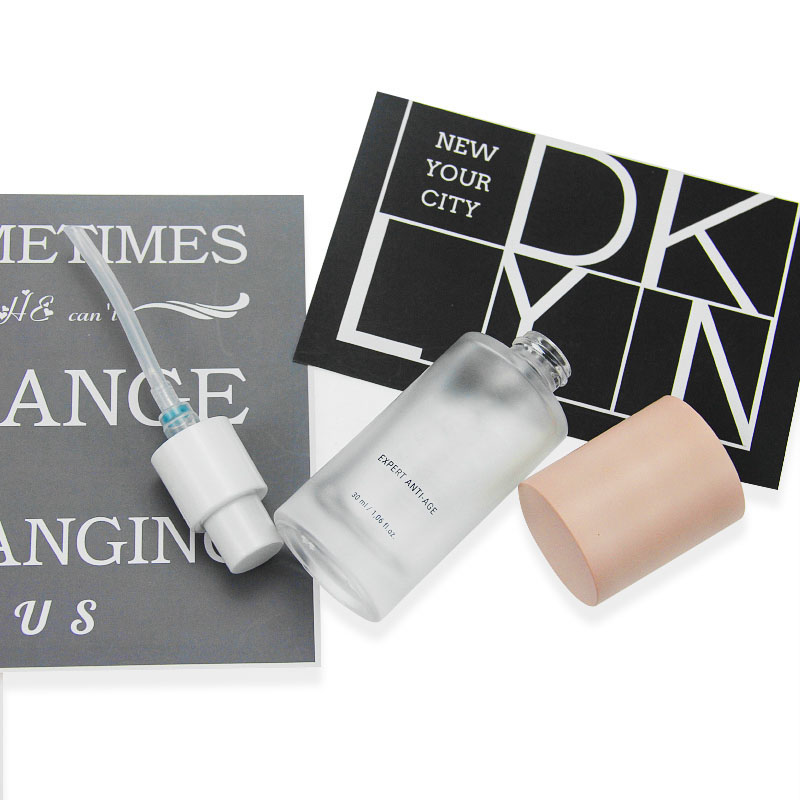 METIMES
HE can't
ANGE
ANGING
US
NEW
YOUR
CITY
DK
LYN
EXPERT ANTI-AGE
30 ml / 1.06 fl.oz.